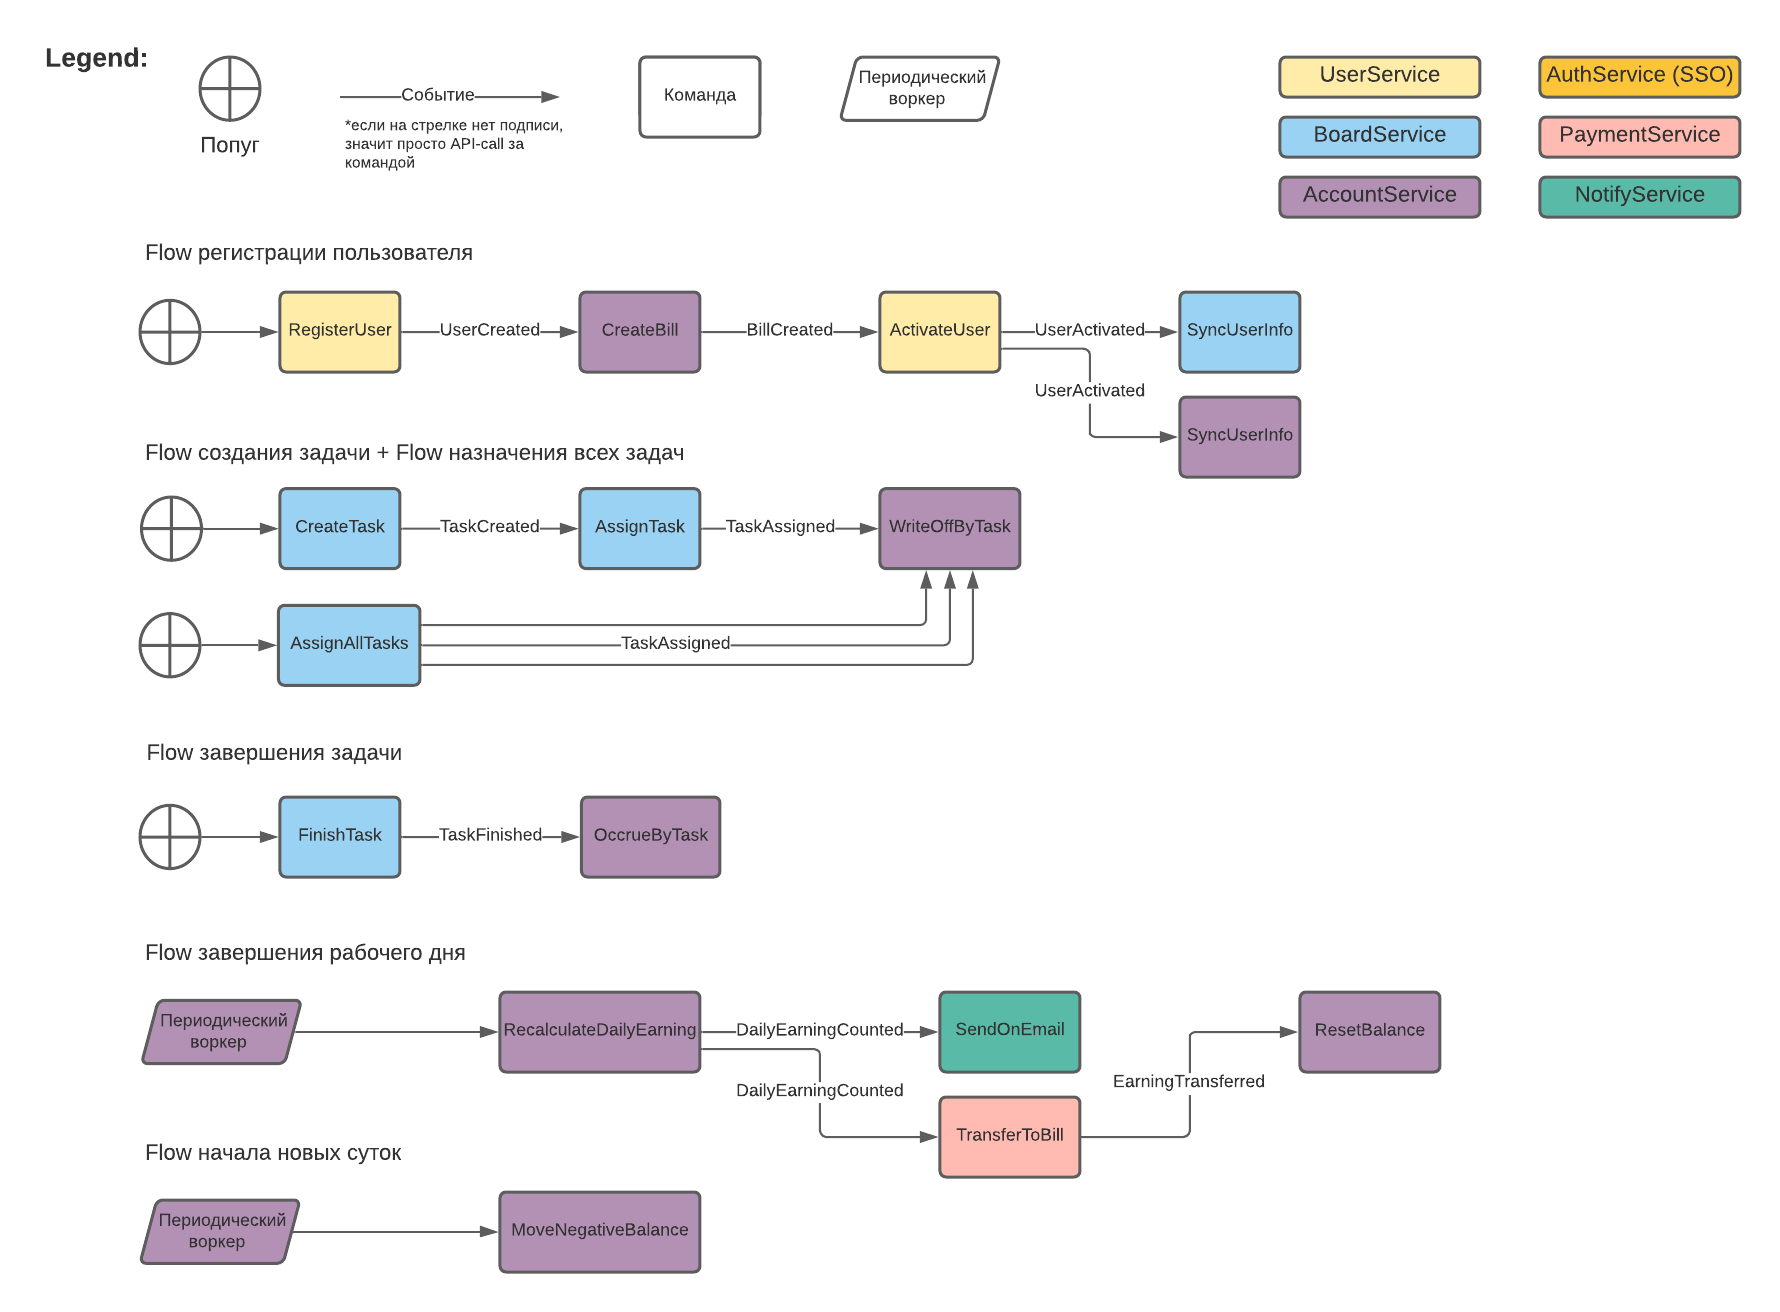 Legend:
Попуг
Событие
*если на стрелке нет подписи,
значит просто API-call за
командой
Команда
Периодический
воркер
UserService
AuthService (SSO)
BoardService
PaymentService
AccountService
NotifyService
Flow регистрации пользователя
RegisterUser
UserCreated
CreateBill
BillCreated
ActivateUser
UserActivated
SyncUserInfo
UserActivated
SyncUserInfo
Flow создания задачи + Flow назначения всех задач
CreateTask
TaskCreated
AssignTask
TaskAssigned
WriteOffByTask
AssignAllTasks
TaskAssigned
Flow завершения задачи
FinishTask
TaskFinished
OccrueByTask
Flow завершения рабочего дня
Периодический
воркер
RecalculateDailyEarning
DailyEarningCounted
SendOnEmail
ResetBalance
DailyEarningCounted
EarningTransferred
TransferToBill
Flow начала новых суток
Периодический
воркер
MoveNegativeBalance